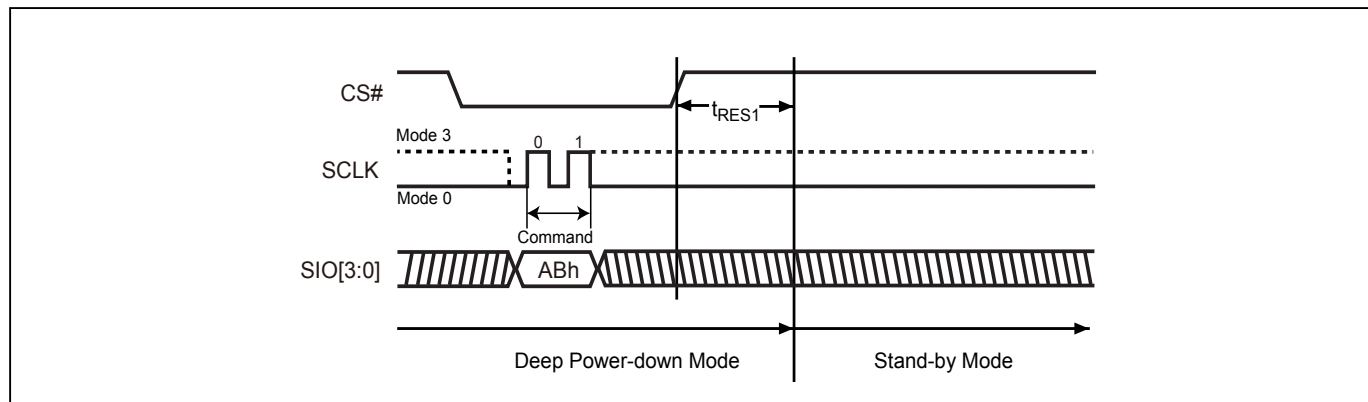 CS#
tRES1
Mode 3
0 1
SCLK
Mode 0
Command
SIO[3:0]
ABh
Deep Power-down Mode
Stand-by Mode